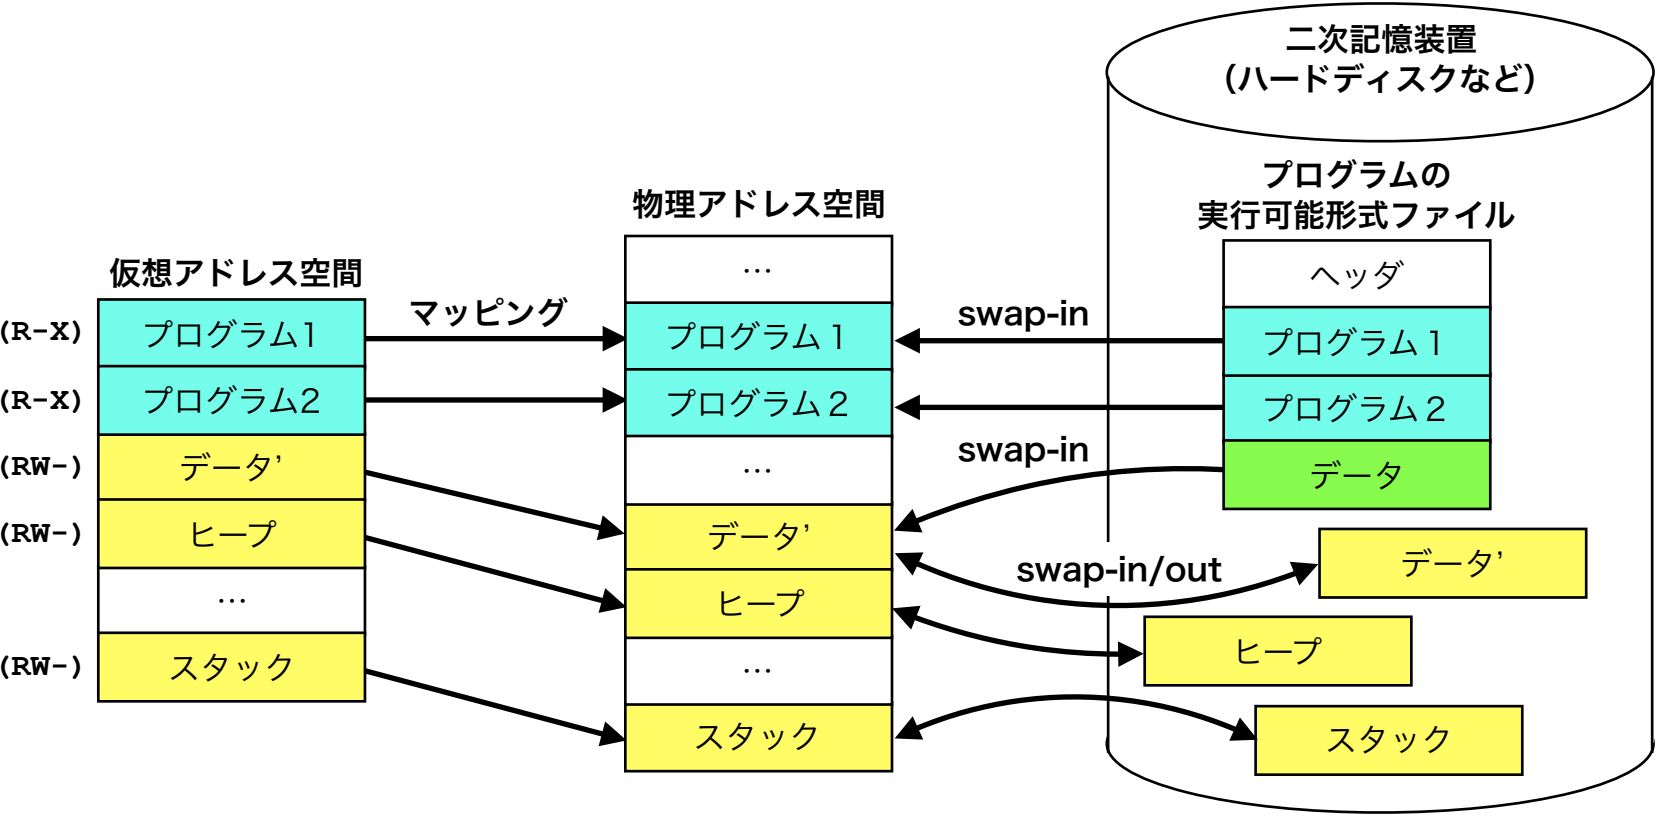 二次記憶装置
（ハードディスクなど）
プログラムの
実行可能形式ファイル
ヘッダ
プログラム１
プログラム２
データ
データ’
ヒープ
スタック
物理アドレス空間
…
プログラム１
プログラム２
…
データ’
ヒープ
…
スタック
仮想アドレス空間
(R-X)
プログラム1
(R-X)
プログラム2
(RW-)
データ’
(RW-)
ヒープ
…
(RW-)
スタック
マッピング
swap-in
swap-in
swap-in/out